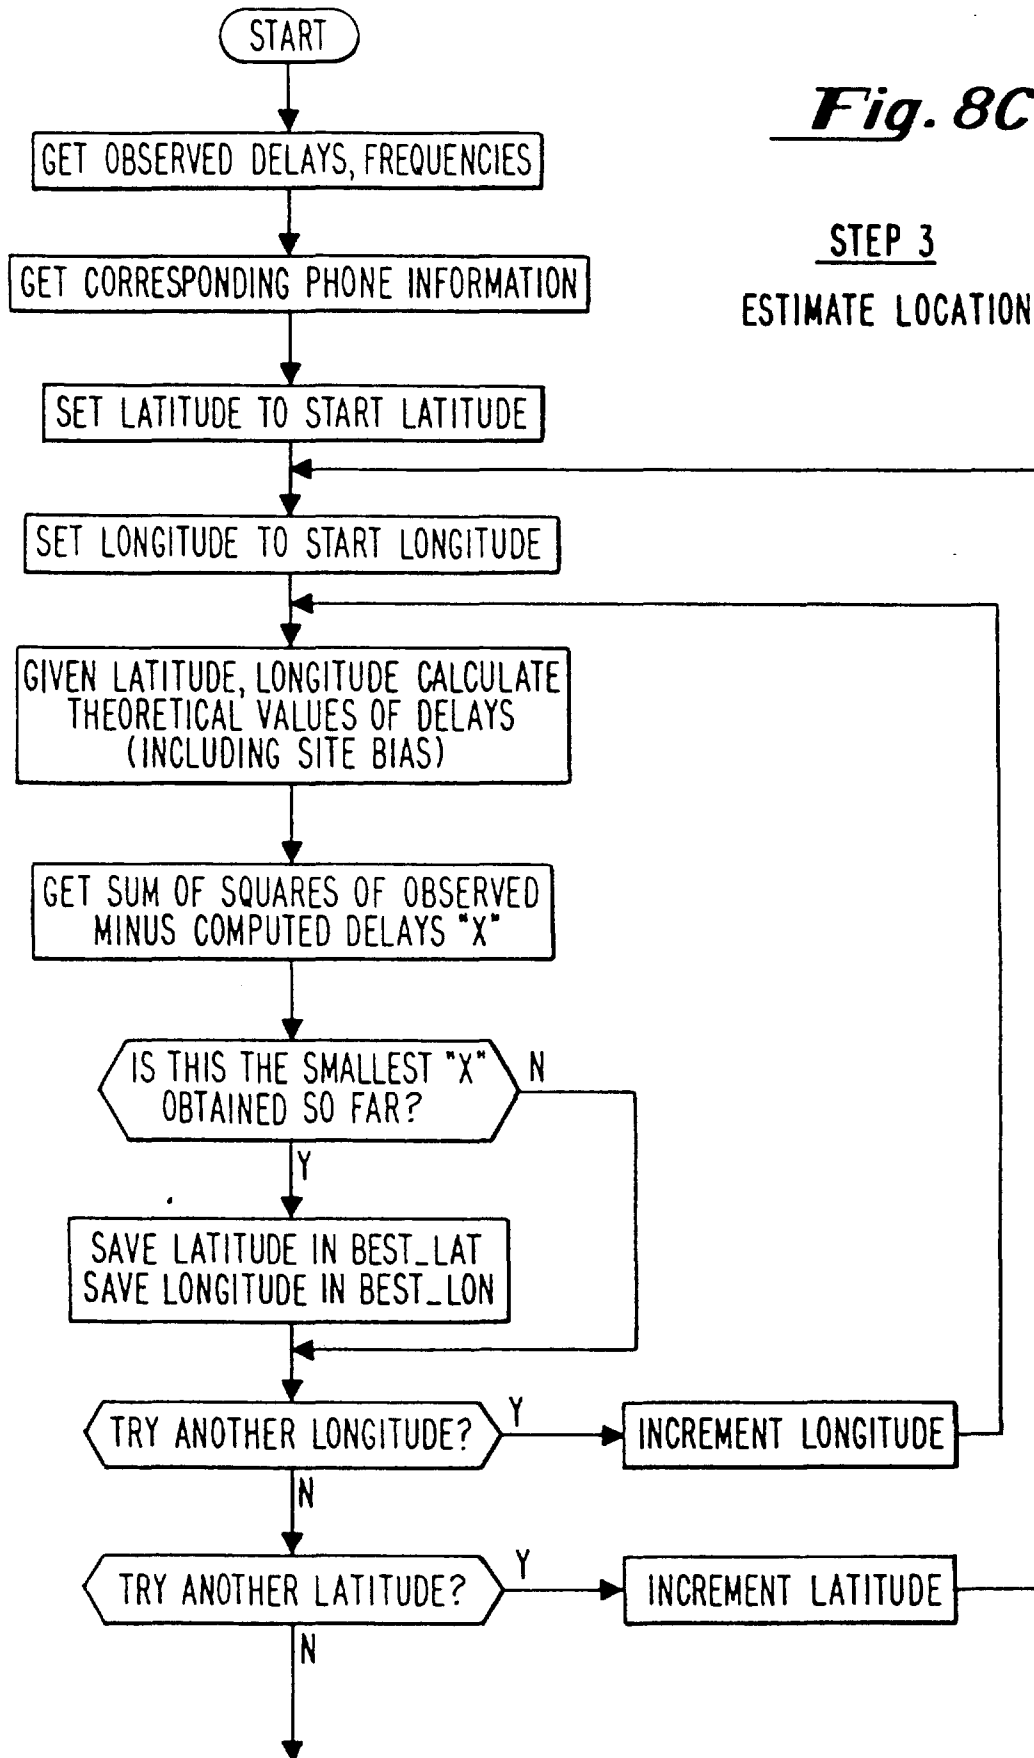 START
Fig. 8C
GET OBSERVED DELAYS, FREQUENCIES
STEP 3
ESTIMATE LOCATION
GET CORRESPONDING PHONE INFORMATION
SET LATITUDE TO START LATITUDE
SET LONGITUDE TO START LONGITUDE
GIVEN LATITUDE, LONGITUDE CALCULATE
THEORETICAL VALUES OF DELAYS
(INCLUDING SITE BIAS)
GET SUM OF SQUARES OF OBSERVED
MINUS COMPUTED DELAYS "X"
IS THIS THE SMALLEST "X"
OBTAINED SO FAR?
N
Y
SAVE LATITUDE IN BEST_LAT
SAVE LONGITUDE IN BEST_LON
TRY ANOTHER LONGITUDE?
Y
INCREMENT LONGITUDE
N
TRY ANOTHER LATITUDE?
Y
INCREMENT LATITUDE
N